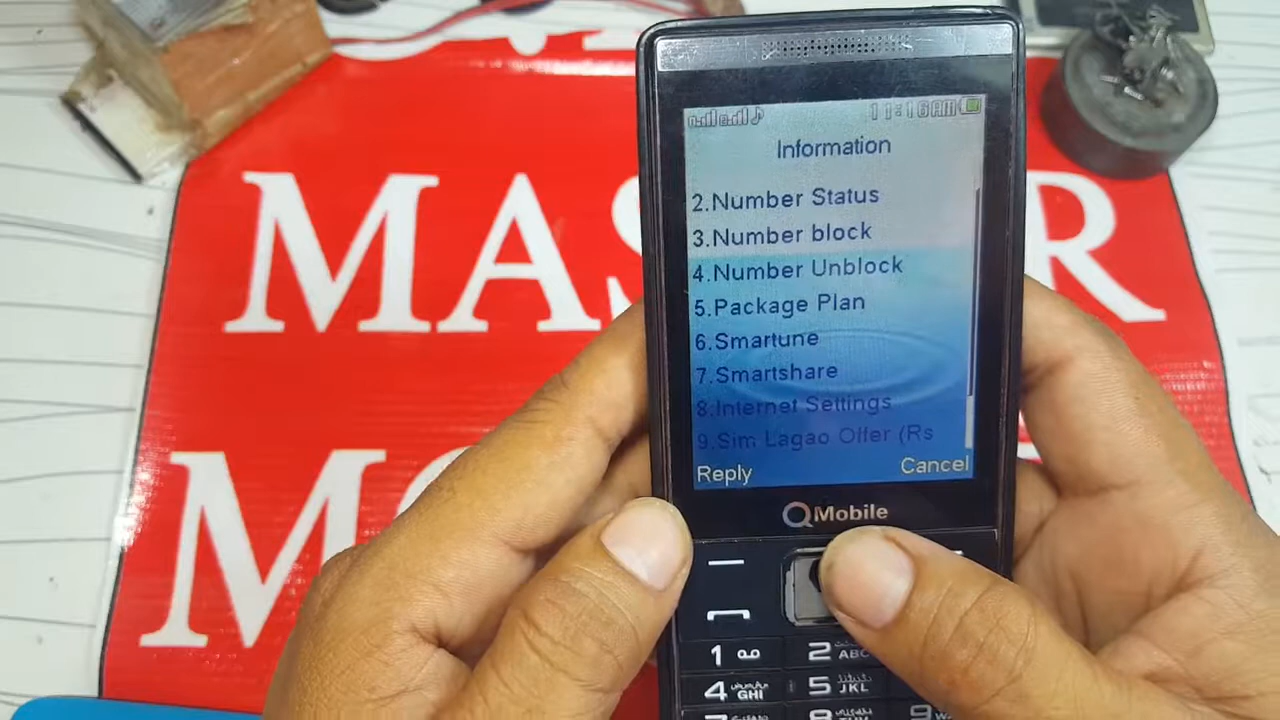 MAS
R
M
11:16AM
Information
2.Number Status
3.Number block
4.Number Unblock
5.Package Plan
6.Smartune
7.Smartshare
8.Internet Settings
9.Sim Lagao Offer (Rs
Reply Cancel
QMobile
1 2 ABC
4 GHI 5 JKL